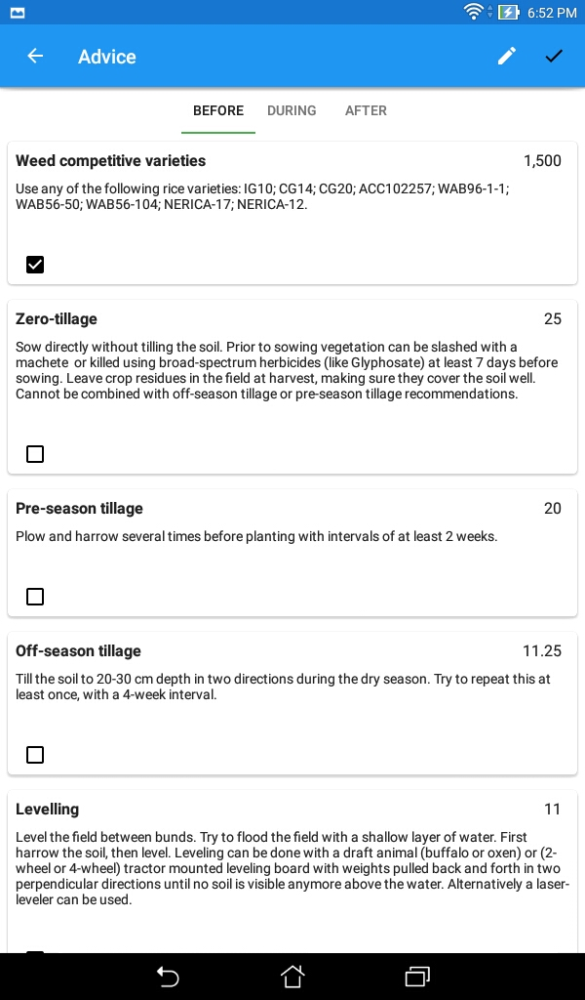 6:52 PM
Advice
BEFORE DURING AFTER
Weed competitive varieties 1,500
Use any of the following rice varieties: IG10; CG14; CG20; ACC102257; WAB96-1-1;
WAB56-50; WAB56-104; NERICA-17; NERICA-12.
Zero-tillage 25
Sow directly without tilling the soil. Prior to sowing vegetation can be slashed with a
machete or killed using broad-spectrum herbicides (like Glyphosate) at least 7 days before
sowing. Leave crop residues in the field at harvest, making sure they cover the soil well.
Cannot be combined with off-season tillage or pre-season tillage recommendations.
Pre-season tillage 20
Plow and harrow several times before planting with intervals of at least 2 weeks.
Off-season tillage 11.25
Till the soil to 20-30 cm depth in two directions during the dry season. Try to repeat this at
least once, with a 4-week interval.
Levelling 11
Level the field between bunds. Try to flood the field with a shallow layer of water. First
harrow the soil, then level. Leveling can be done with a draft animal (buffalo or oxen) or (2-
wheel or 4-wheel) tractor mounted leveling board with weights pulled back and forth in two
perpendicular directions until no soil is visible anymore above the water. Alternatively a laser-
leveler can be used.